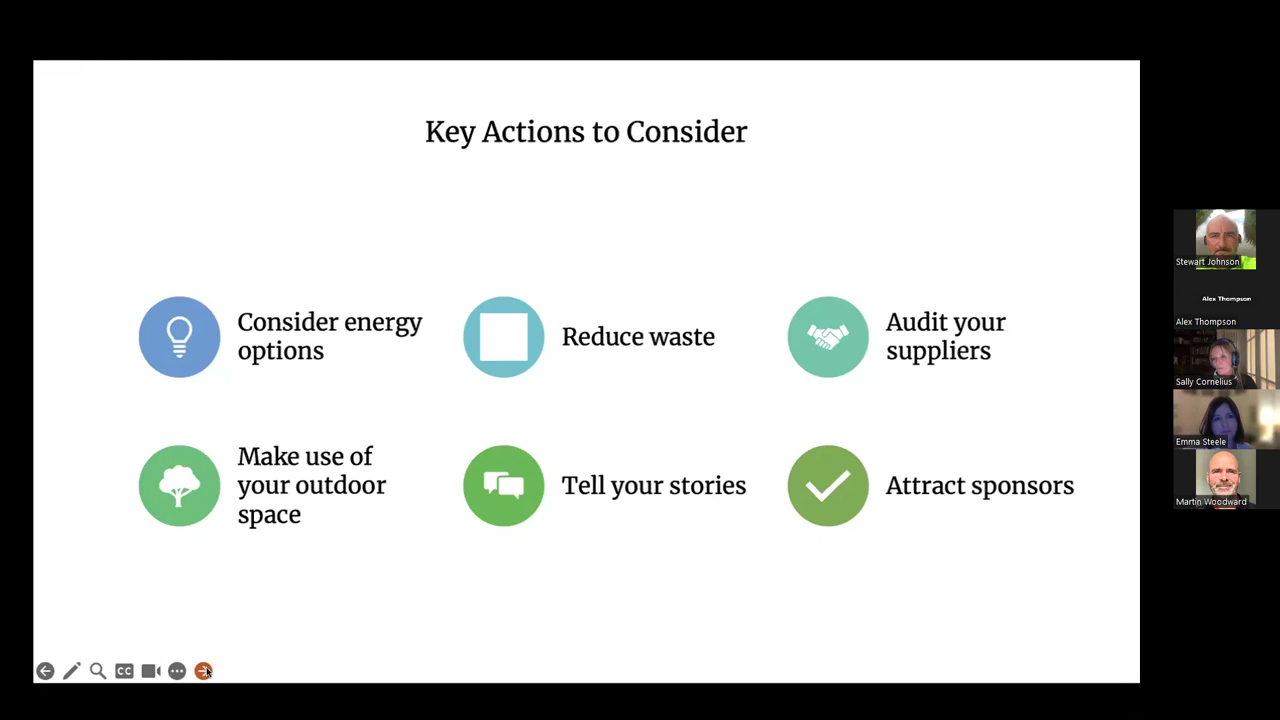 Key Actions to Consider
Consider energy
options
Reduce waste
Audit your
suppliers
Make use of
your outdoor
space
Tell your stories
Attract sponsors
CC
Stewart Johnson
Alex Thompson
Alex Thompson
Sally Cornelius
Emma Steele
Martin Woodward